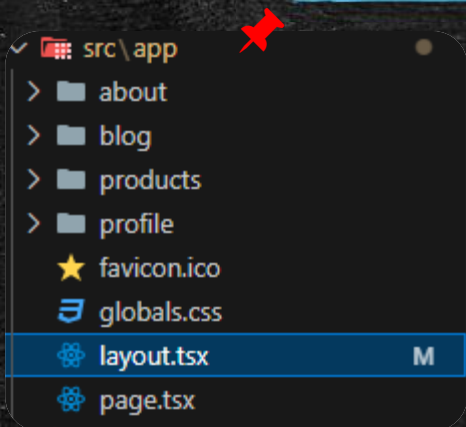 src\app
about
blog
products
profile
favicon.ico
globals.css
layout.tsx M
page.tsx